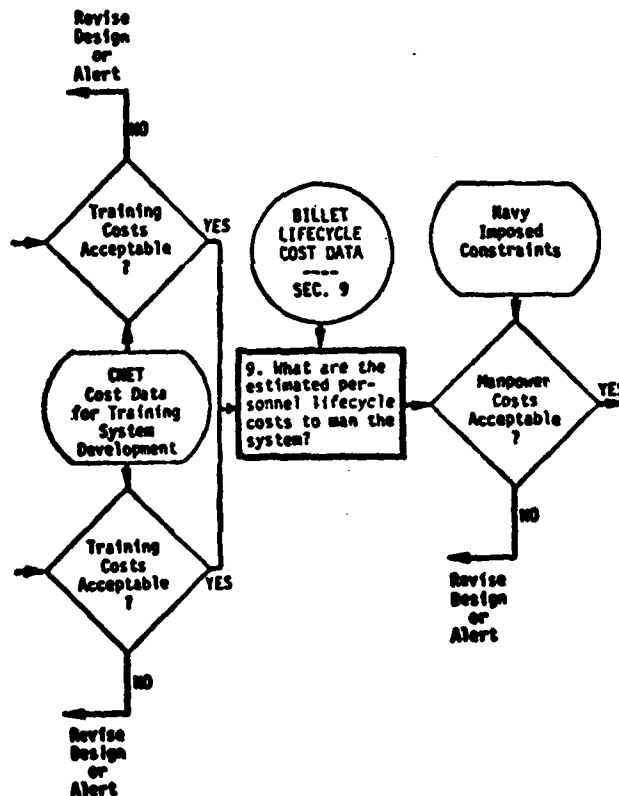 Revise
Design
or
Alert
NO
Training
Costs
Acceptable
?
YES
CNET
Cost Data
for Training
System
Development
Training
Costs
Acceptable
?
YES
NO
Revise
Design
or
Alert
BILLET
LIFECYCLE
COST DATA
----
SEC. 9
9. What are the
estimated per-
sonnel lifecycle
costs to man the
system?
Navy
Imposed
Constraints
Manpower
Costs
Acceptable
?
YES
NO
Revise
Design
or
Alert